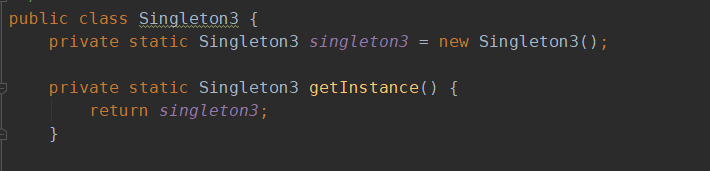 public class Singleton3 {
    private static Singleton3 singleton3 = new Singleton3();
    private static Singleton3 getInstance() {
        return singleton3;
    }